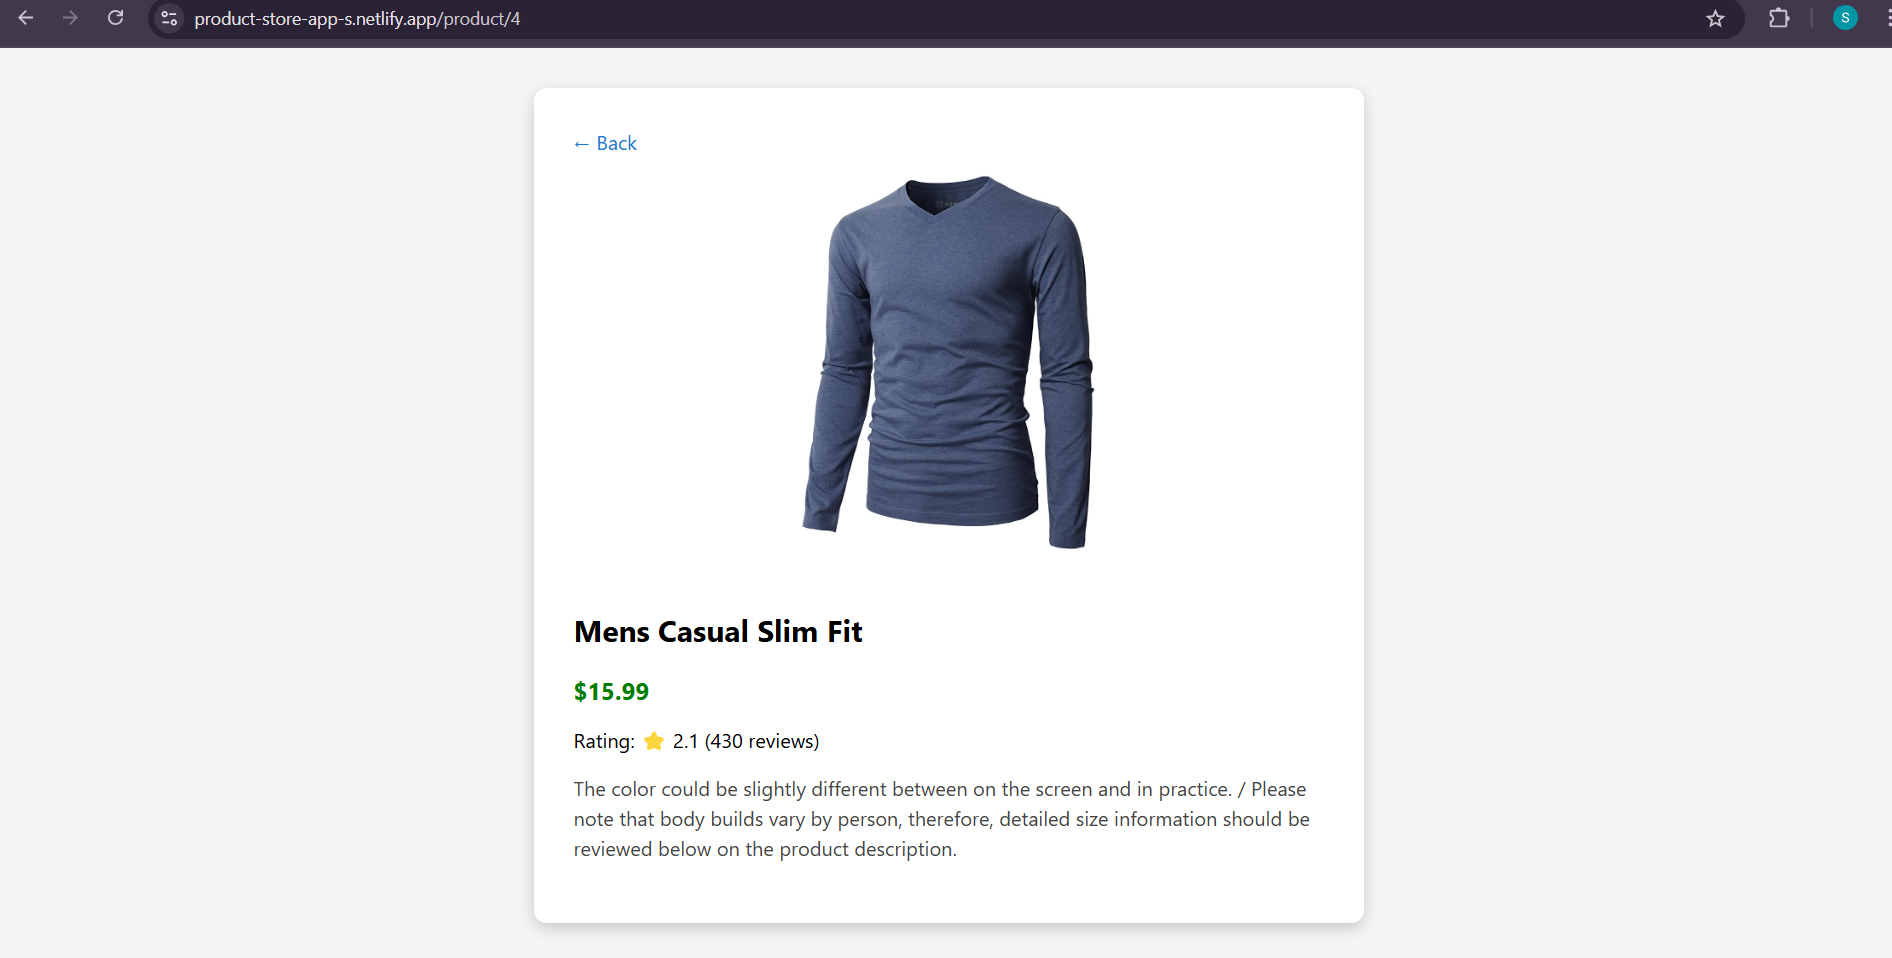 product-store-app-s.netlify.app/product/4
S
← Back
Mens Casual Slim Fit
$15.99
Rating: ⭐ 2.1 (430 reviews)
The color could be slightly different between on the screen and in practice. / Please
note that body builds vary by person, therefore, detailed size information should be
reviewed below on the product description.